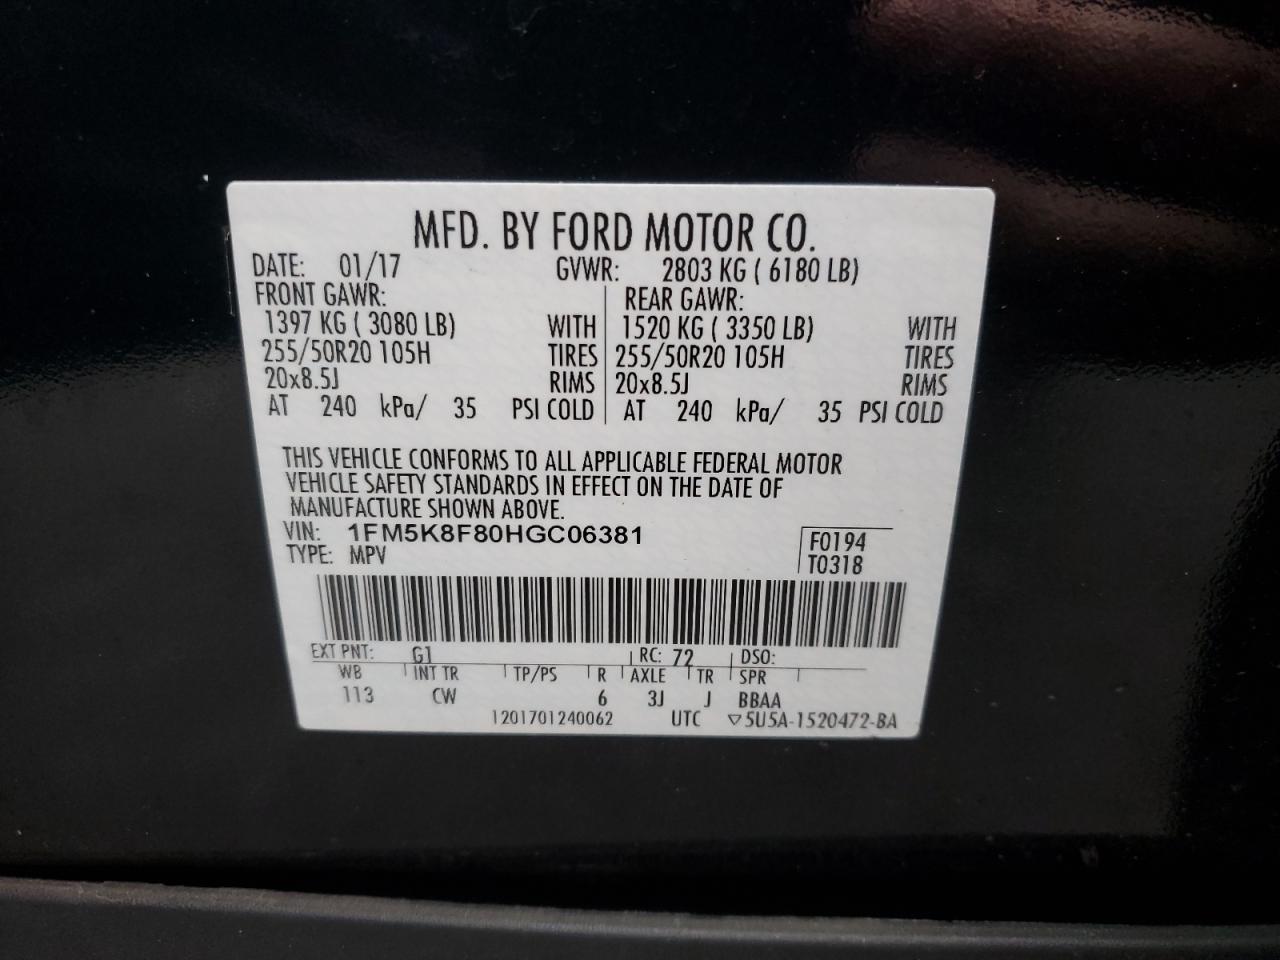 MFD. BY FORD MOTOR CO.
DATE: 01/17 GVWR: 2803 KG ( 6180 LB)
FRONT GAWR: REAR GAWR:
1397 KG ( 3080 LB) WITH 1520 KG ( 3350 LB) WITH
255/50R20 105H TIRES 255/50R20 105H TIRES
20x8.5J RIMS 20x8.5J RIMS
AT 240 kPa/ 35 PSI COLD AT 240 kPa/ 35 PSI COLD
THIS VEHICLE CONFORMS TO ALL APPLICABLE FEDERAL MOTOR
VEHICLE SAFETY STANDARDS IN EFFECT ON THE DATE OF
MANUFACTURE SHOWN ABOVE.
VIN: 1FM5K8F80HGC06381 F0194
TYPE: MPV T0318
EXT PNT: G1 RC: 72 DSO:
WB INT TR TP/PS R AXLE TR SPR
113 CW 6 3J J BBAA
1201701240062 UTC ▽5U5A-1520472-BA